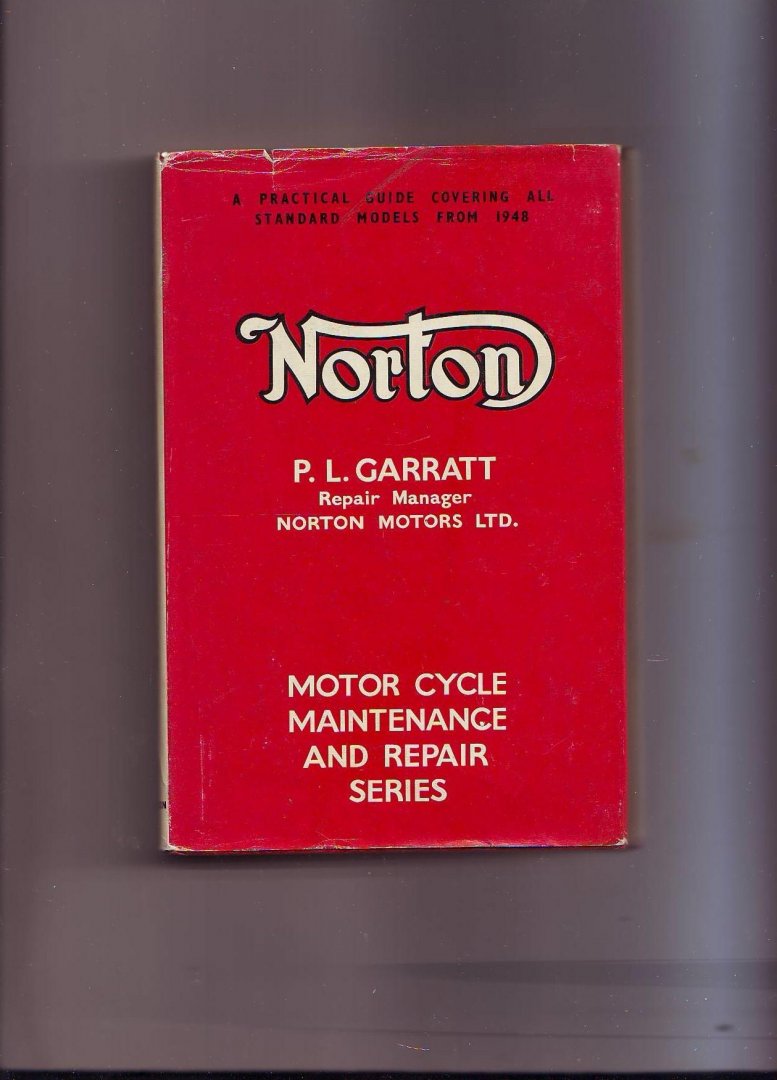 A PRACTICAL GUIDE COVERING ALL
STANDARD MODELS FROM 1948
Norton
P. L. GARRATT
Repair Manager
NORTON MOTORS LTD.
MOTOR CYCLE
MAINTENANCE
AND REPAIR
SERIES